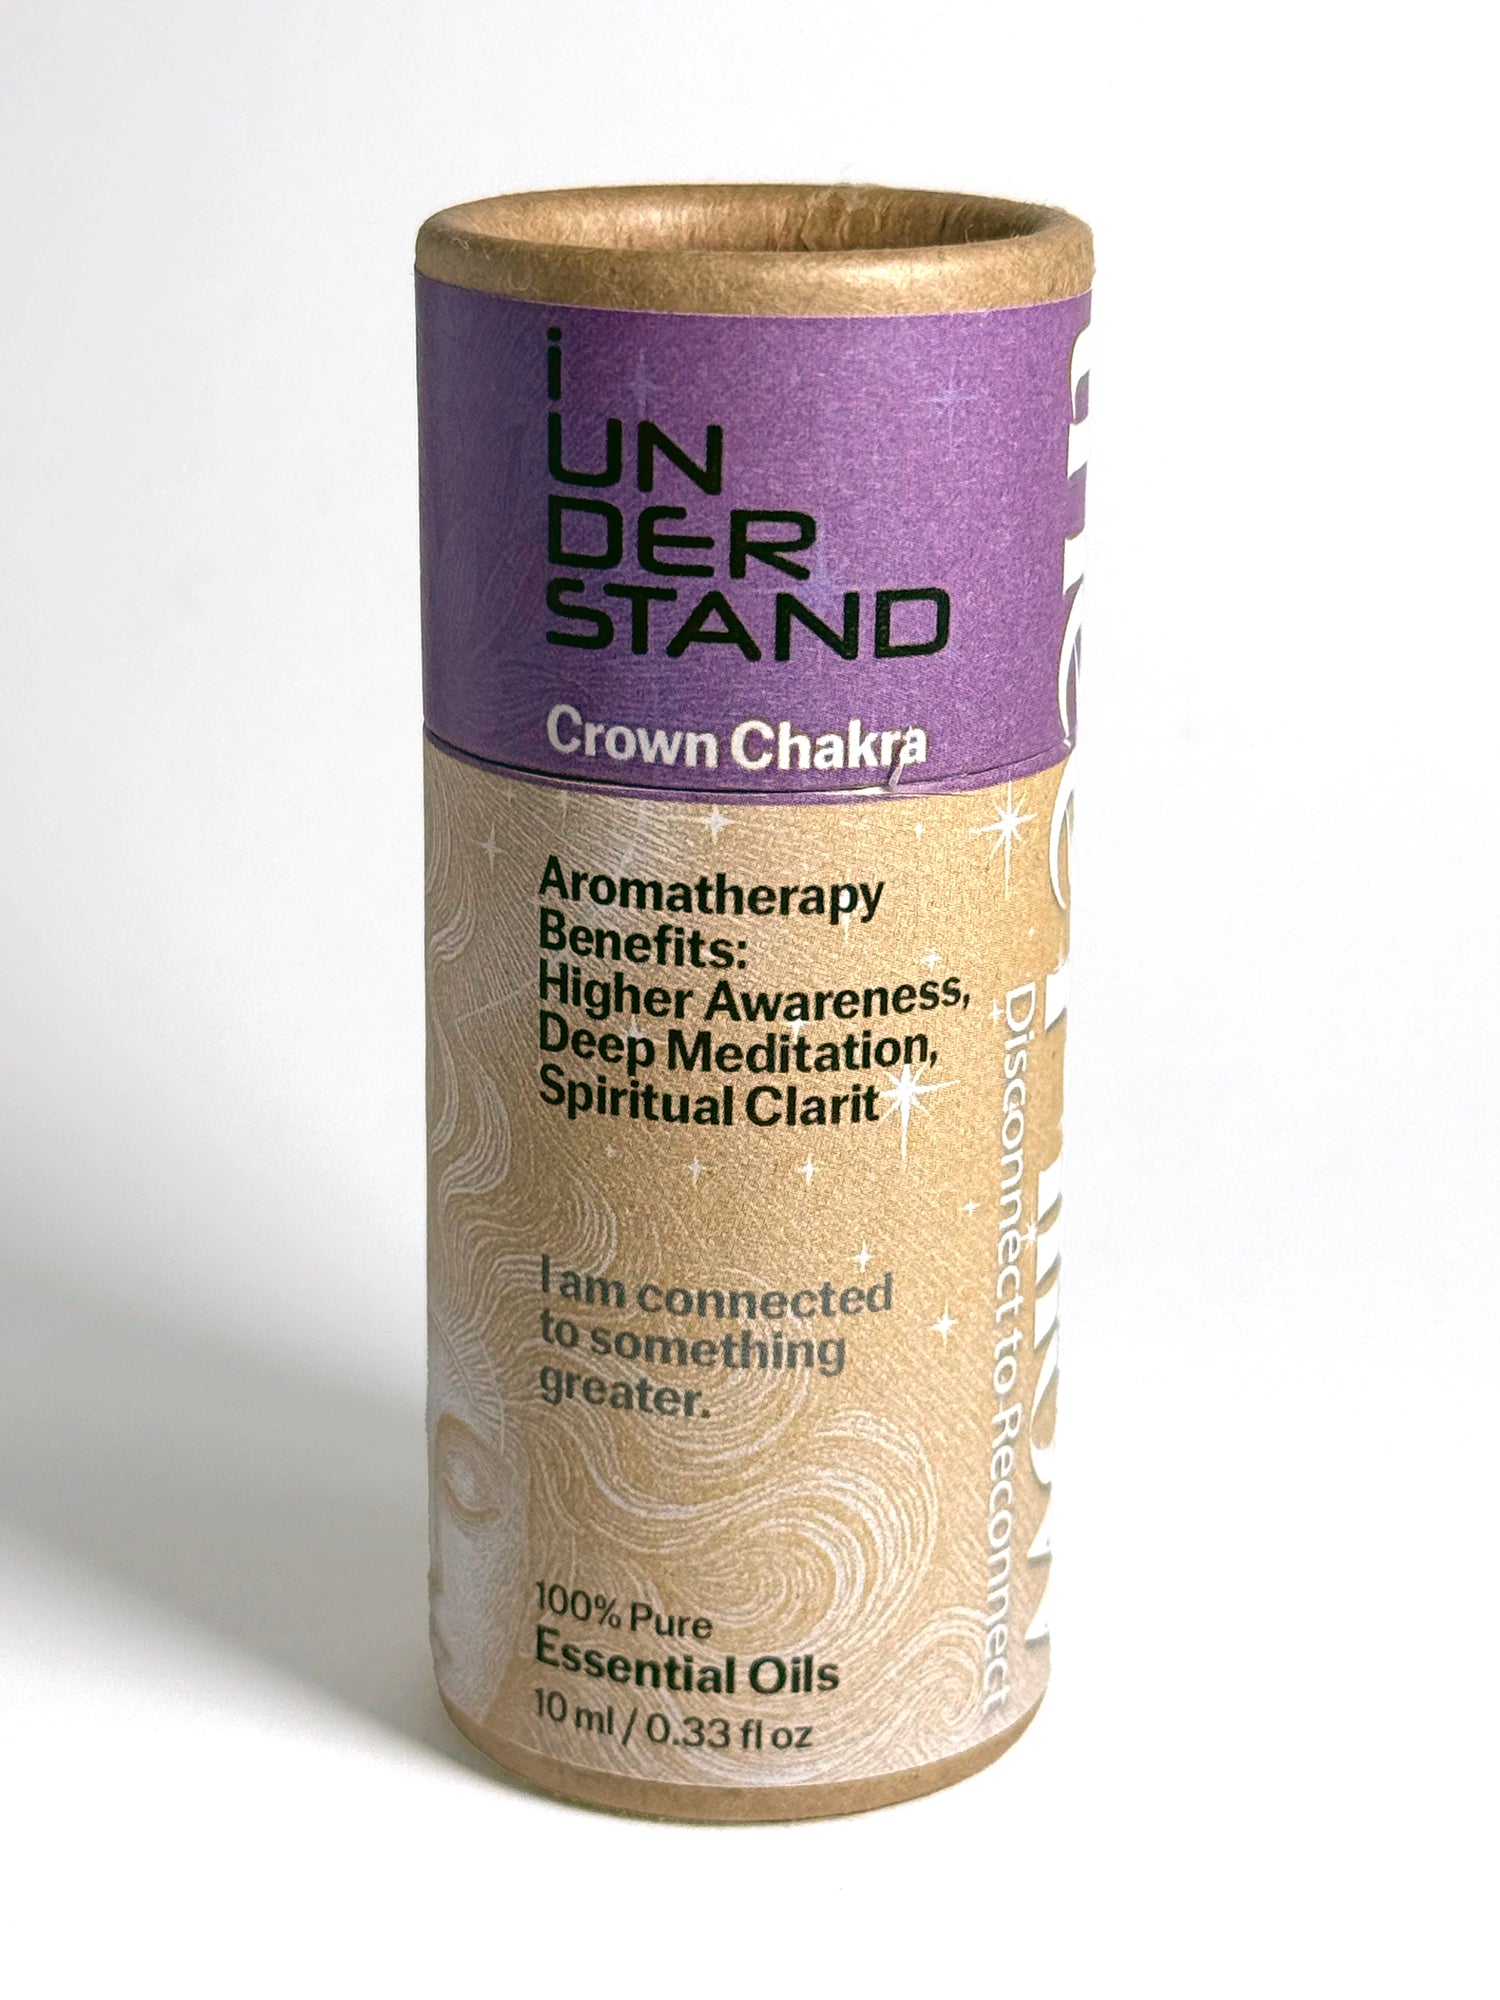 i
UN
DER
STAND
Crown Chakra
Aromatherapy
Benefits:
Higher Awareness,
Deep Meditation,
Spiritual Clarit
I am connected
to something
greater.
100% Pure
Essential Oils
10 ml / 0.33 fl oz
Disconnect to Reconnect